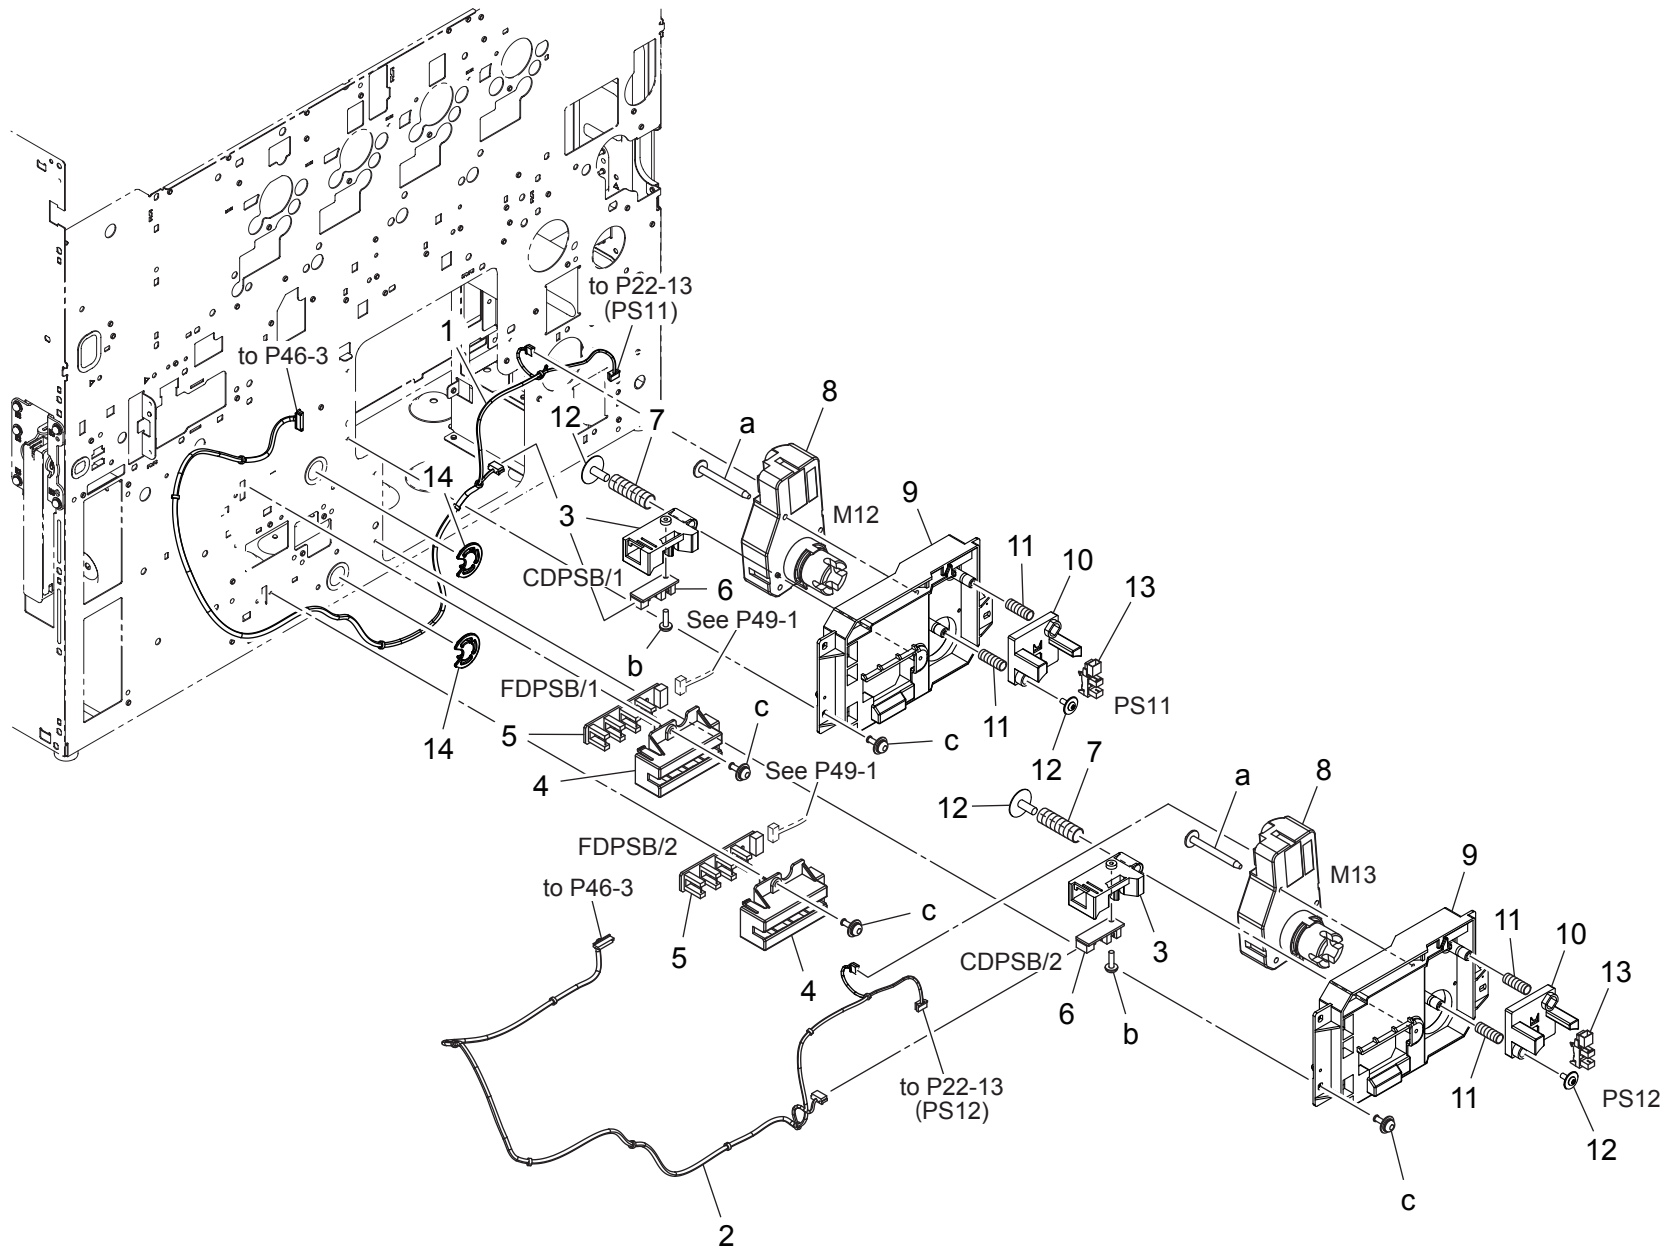 to P22-13
(PS11)
1
to P46-3
12
7
a
8
14
3
M12
9
CDPSB/1
6
11
10
13
See P49-1
b
FDPSB/1
14
5
c
11
12
PS11
c
4
See P49-1
7
12
a
8
FDPSB/2
to P46-3
5
c
4
M13
9
3
CDPSB/2
6
b
11
10
13
to P22-13
(PS12)
11
PS12
12
c
2